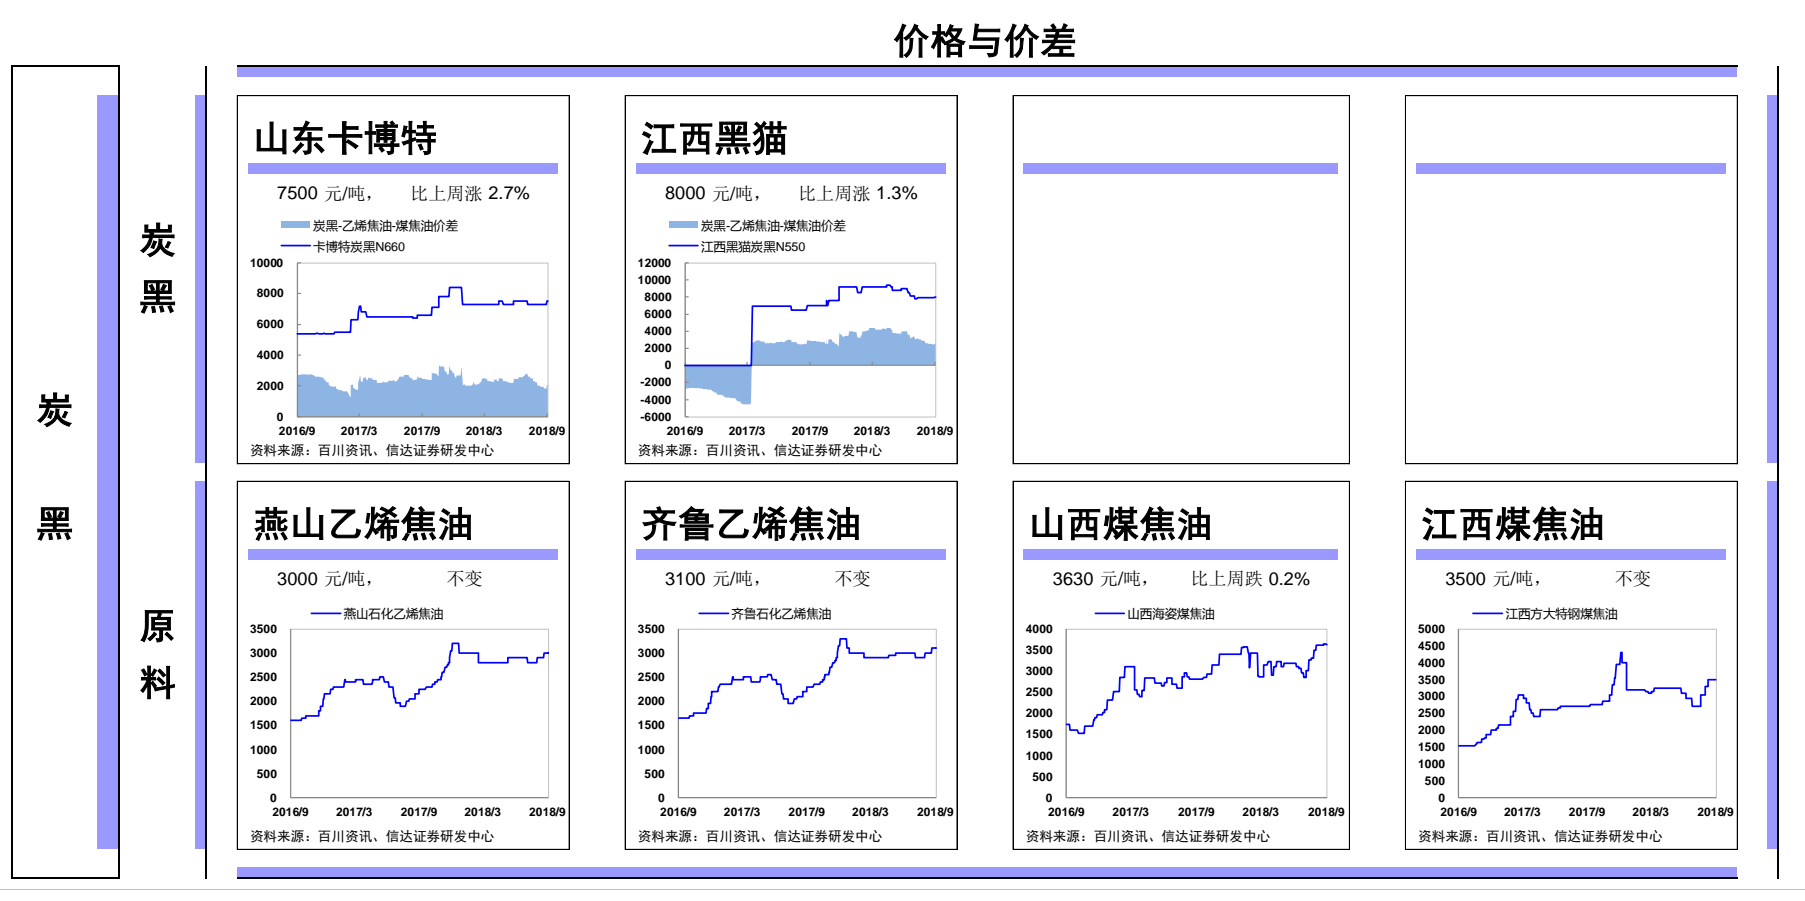 价格与价差
炭黑
炭黑
原料
山东卡博特
7500 元/吨， 比上周涨 2.7%
炭黑-乙烯焦油-煤焦油价差
卡博特炭黑N660
10000
8000
6000
4000
2000
0
2016/9 2017/3 2017/9 2018/3 2018/9
资料来源：百川资讯、信达证券研发中心
江西黑猫
8000 元/吨， 比上周涨 1.3%
炭黑-乙烯焦油-煤焦油价差
江西黑猫炭黑N550
12000
10000
8000
6000
4000
2000
0
-2000
-4000
-6000
2016/9 2017/3 2017/9 2018/3 2018/9
资料来源：百川资讯、信达证券研发中心
燕山乙烯焦油
3000 元/吨， 不变
燕山石化乙烯焦油
3500
3000
2500
2000
1500
1000
500
0
2016/9 2017/3 2017/9 2018/3 2018/9
资料来源：百川资讯、信达证券研发中心
齐鲁乙烯焦油
3100 元/吨， 不变
齐鲁石化乙烯焦油
3500
3000
2500
2000
1500
1000
500
0
2016/9 2017/3 2017/9 2018/3 2018/9
资料来源：百川资讯、信达证券研发中心
山西煤焦油
3630 元/吨， 比上周跌 0.2%
山西海姿煤焦油
4000
3500
3000
2500
2000
1500
1000
500
0
2016/9 2017/3 2017/9 2018/3 2018/9
资料来源：百川资讯、信达证券研发中心
江西煤焦油
3500 元/吨， 不变
江西方大特钢煤焦油
5000
4500
4000
3500
3000
2500
2000
1500
1000
500
0
2016/9 2017/3 2017/9 2018/3 2018/9
资料来源：百川资讯、信达证券研发中心